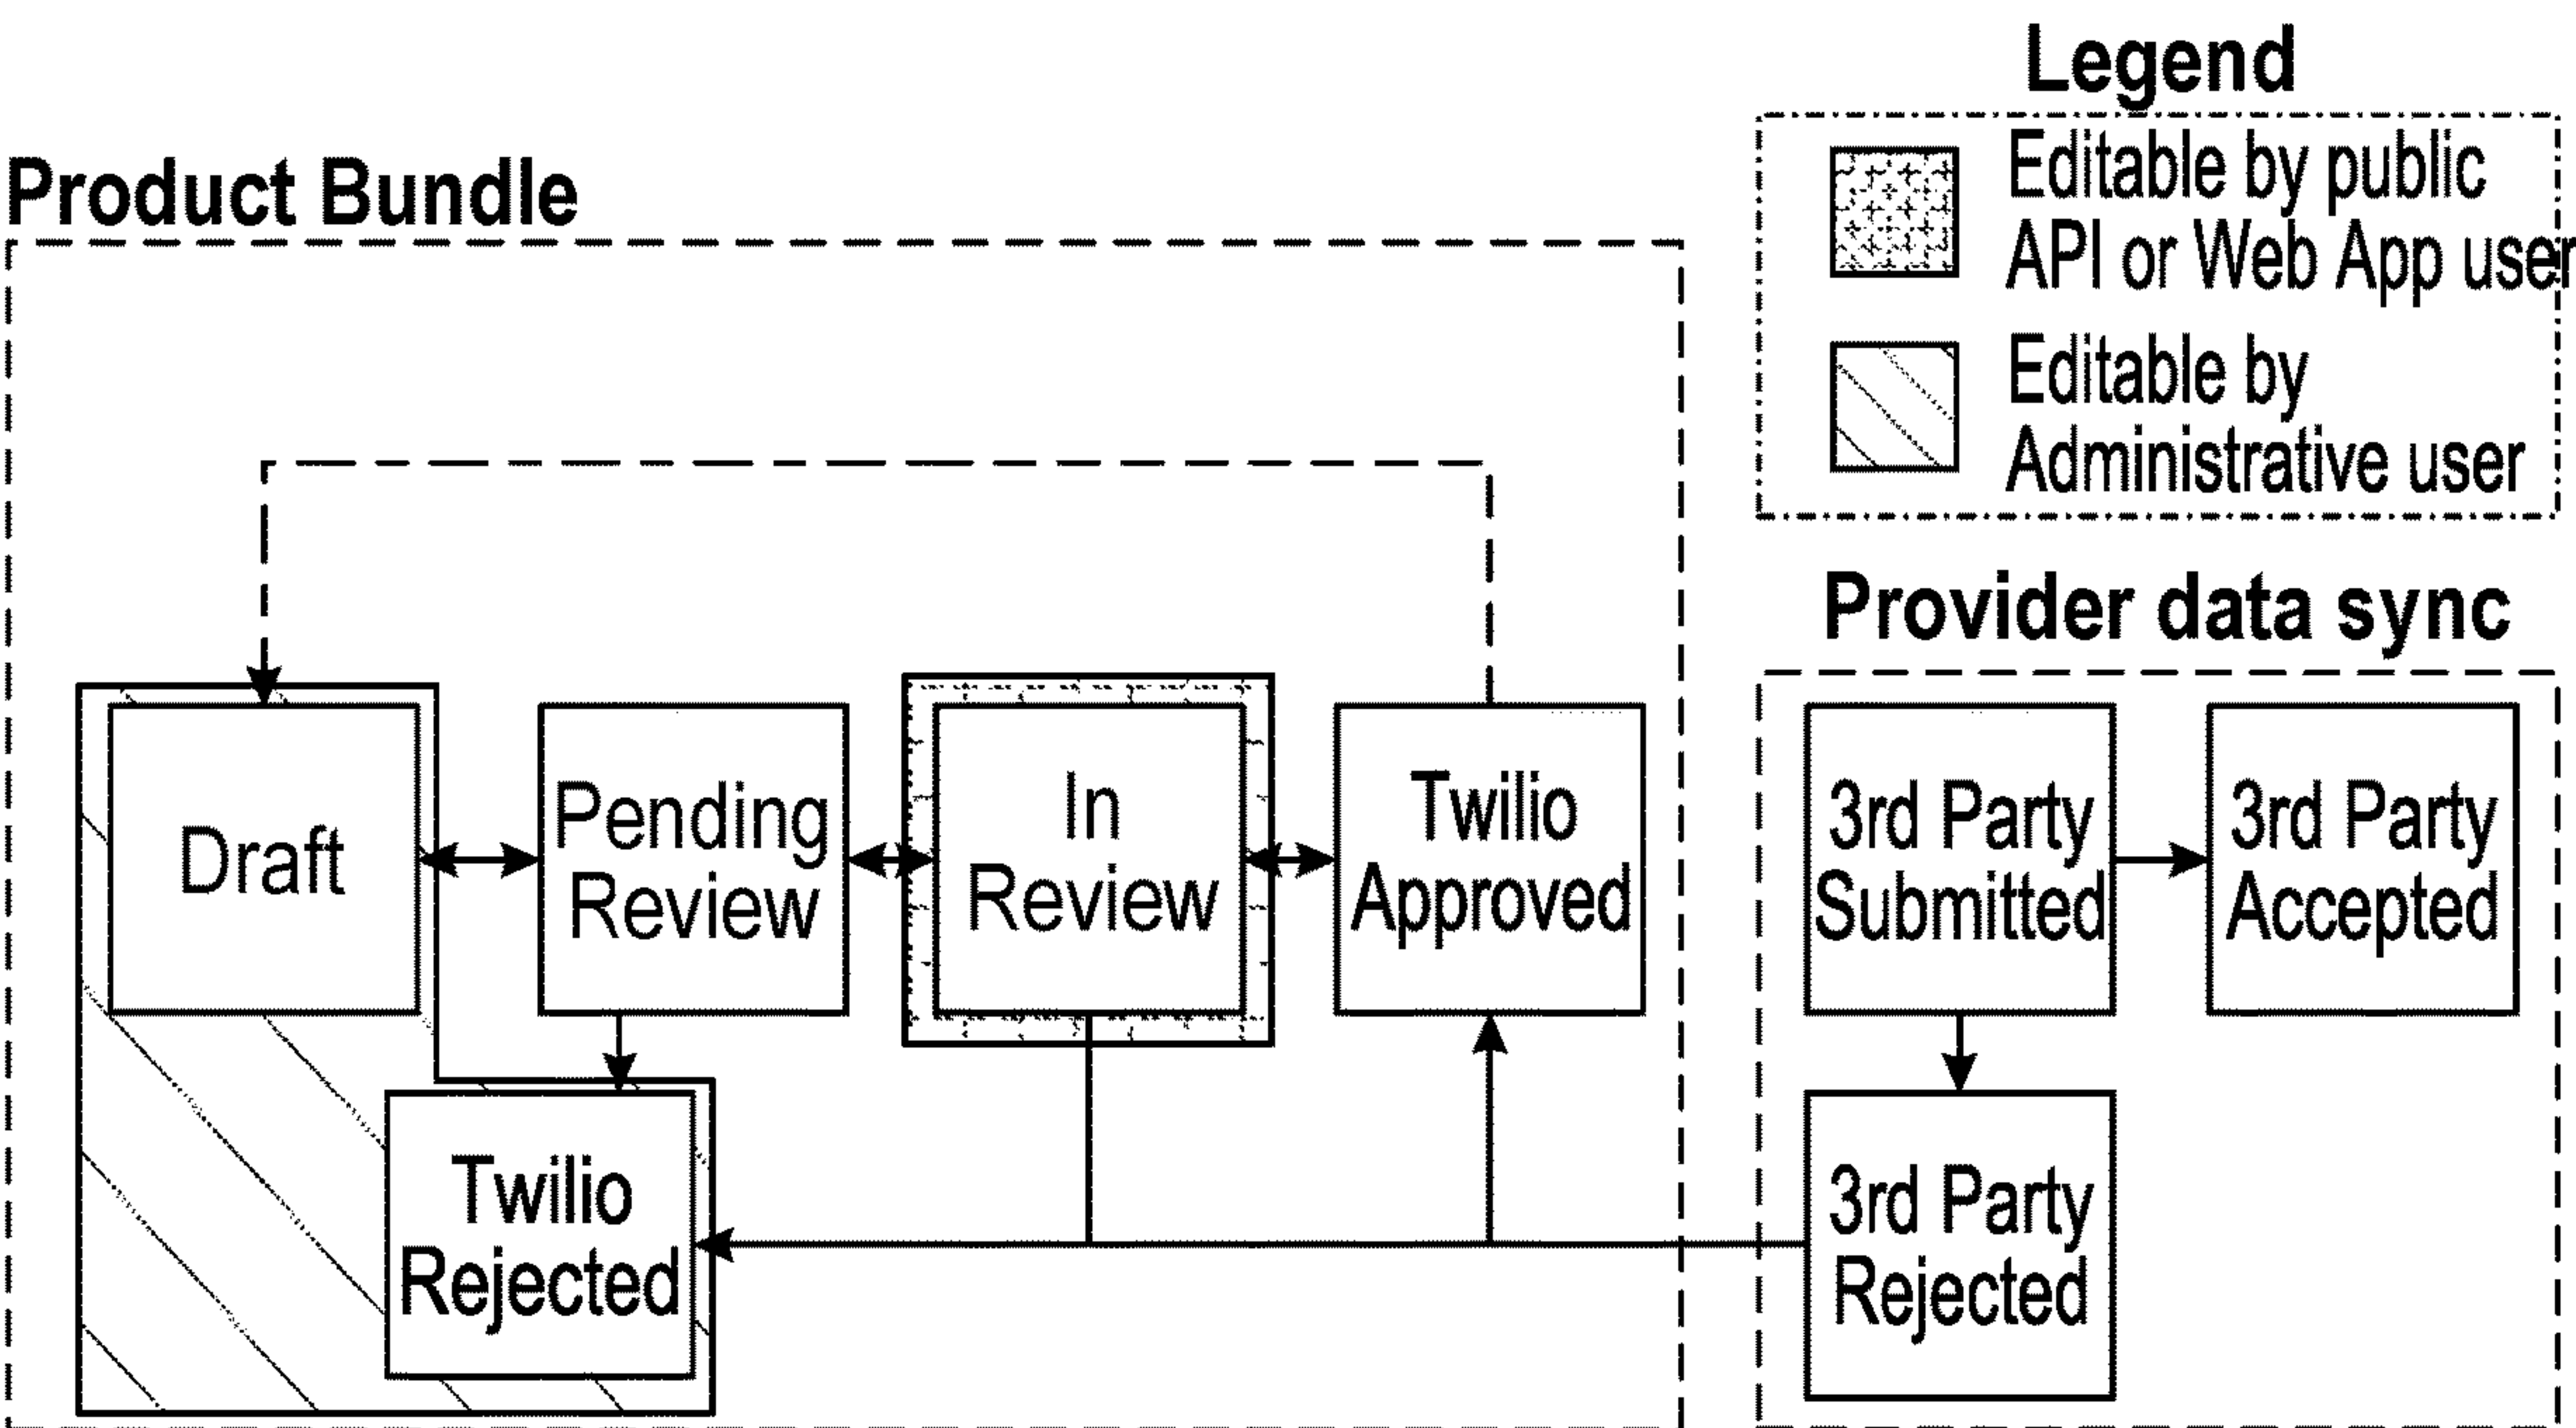 Legend
Editable by public
API or Web App user
Editable by
Administrative user
Product Bundle
Draft
Pending
Review
In
Review
Twilio
Approved
Twilio
Rejected
Provider data sync
3rd Party
Submitted
3rd Party
Accepted
3rd Party
Rejected